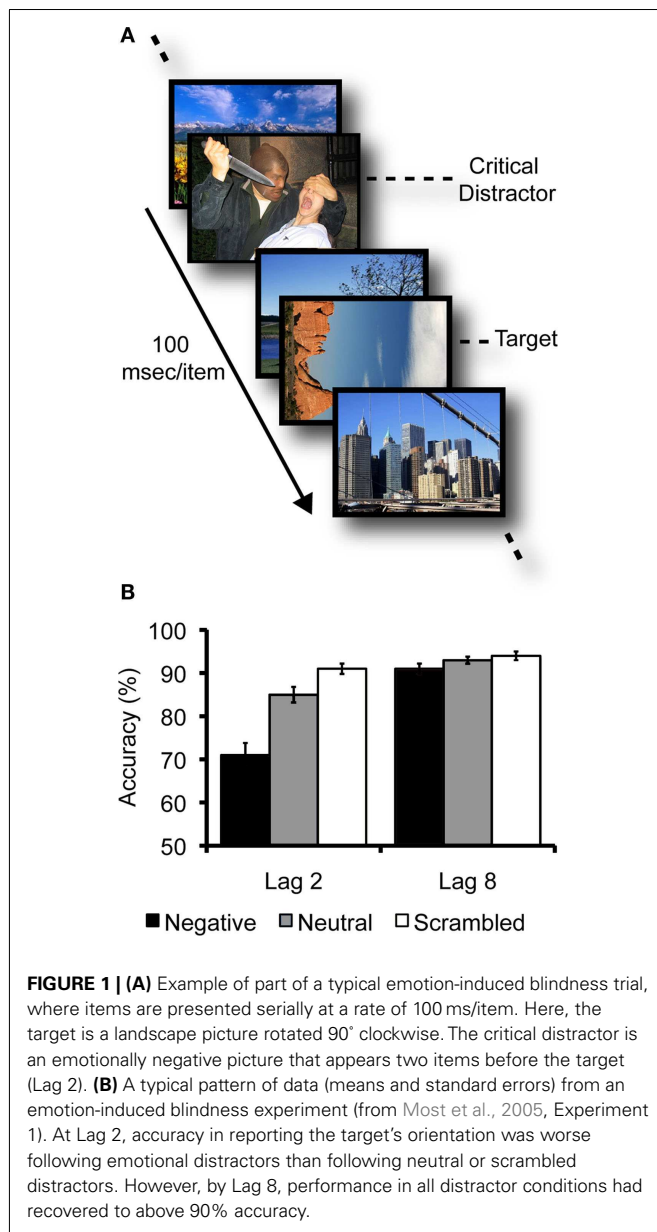 A
Critical
Distractor
Target
100
msec/item
B
100
90
80
70
60
50
Accuracy (%)
Lag 2
Lag 8
Negative Neutral Scrambled
FIGURE 1 | (A) Example of part of a typical emotion-induced blindness trial,
where items are presented serially at a rate of 100 ms/item. Here, the
target is a landscape picture rotated 90° clockwise. The critical distractor is
an emotionally negative picture that appears two items before the target
(Lag 2). (B) A typical pattern of data (means and standard errors) from an
emotion-induced blindness experiment (from Most et al., 2005, Experiment
1). At Lag 2, accuracy in reporting the target's orientation was worse
following emotional distractors than following neutral or scrambled
distractors. However, by Lag 8, performance in all distractor conditions had
recovered to above 90% accuracy.